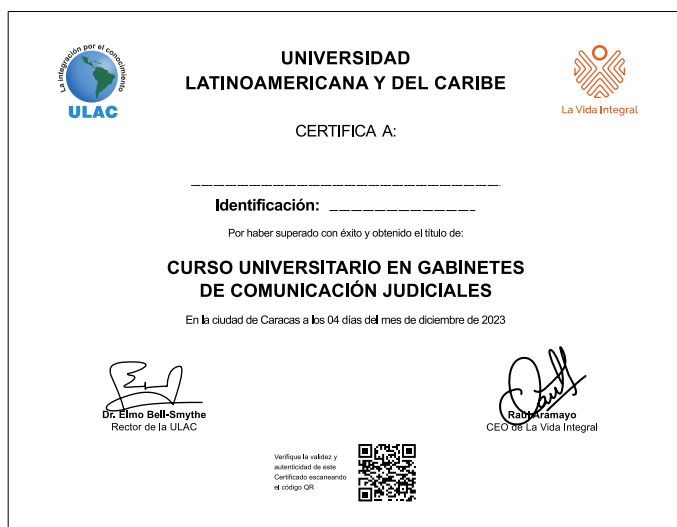 La integración por el conocimiento
ULAC
UNIVERSIDAD
LATINOAMERICANA Y DEL CARIBE
La Vida Integral
CERTIFICA A:
Identificación:
Por haber superado con éxito y obtenido el título de:
CURSO UNIVERSITARIO EN GABINETES
DE COMUNICACIÓN JUDICIALES
En la ciudad de Caracas a los 04 días del mes de diciembre de 2023
Dr. Elmo Bell-Smythe
Rector de la ULAC
Raúl Aramayo
CEO de La Vida Integral
Verifique la validez y
autenticidad de este
Certificado escaneando
el código QR